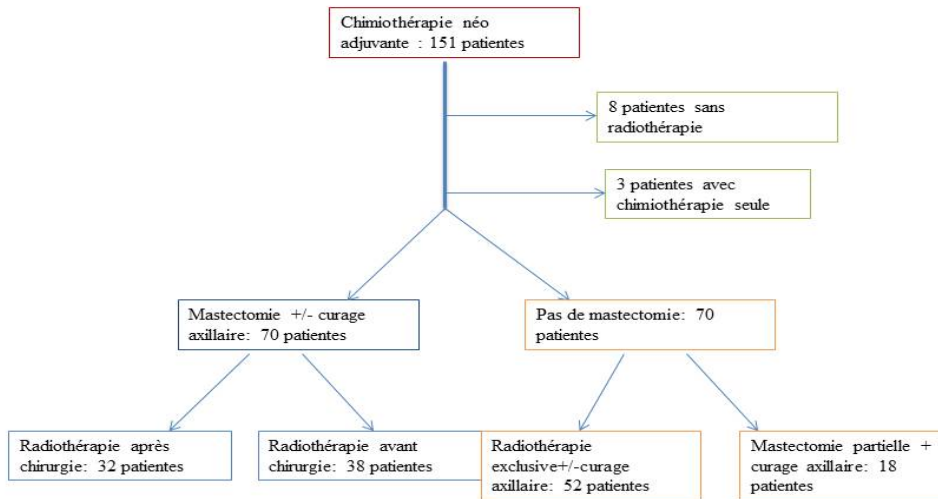 Chimiothérapie néo
adjuvante : 151 patientes
8 patientes sans
radiothérapie
3 patientes avec
chimiothérapie seule
Mastectomie +/- curage
axillaire: 70 patientes
Pas de mastectomie: 70
patientes
Radiothérapie après
chirurgie: 32 patientes
Radiothérapie avant
chirurgie: 38 patientes
Radiothérapie
exclusive+/-curage
axillaire: 52 patientes
Mastectomie partielle +
curage axillaire: 18
patientes